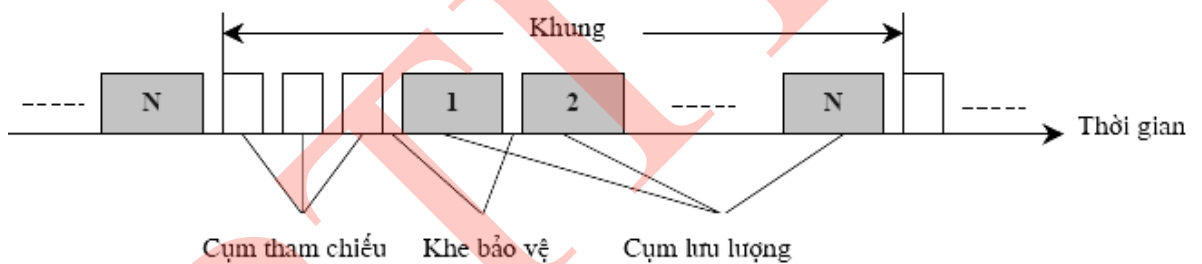 Khung
N 1 2 N
Thời gian
Cụm tham chiếu Khe bảo vệ Cụm lưu lượng